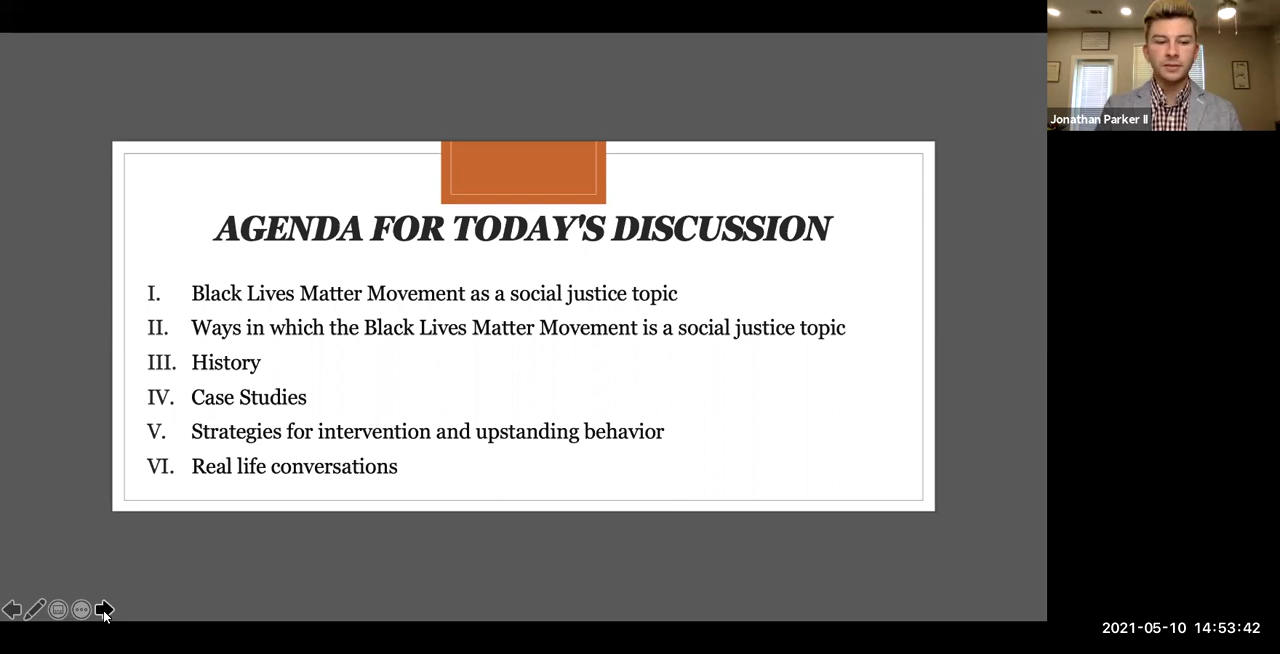 AGENDA FOR TODAY'S DISCUSSION
I. Black Lives Matter Movement as a social justice topic
II. Ways in which the Black Lives Matter Movement is a social justice topic
III. History
IV. Case Studies
V. Strategies for intervention and upstanding behavior
VI. Real life conversations
Jonathan Parker II
2021-05-10 14:53:42